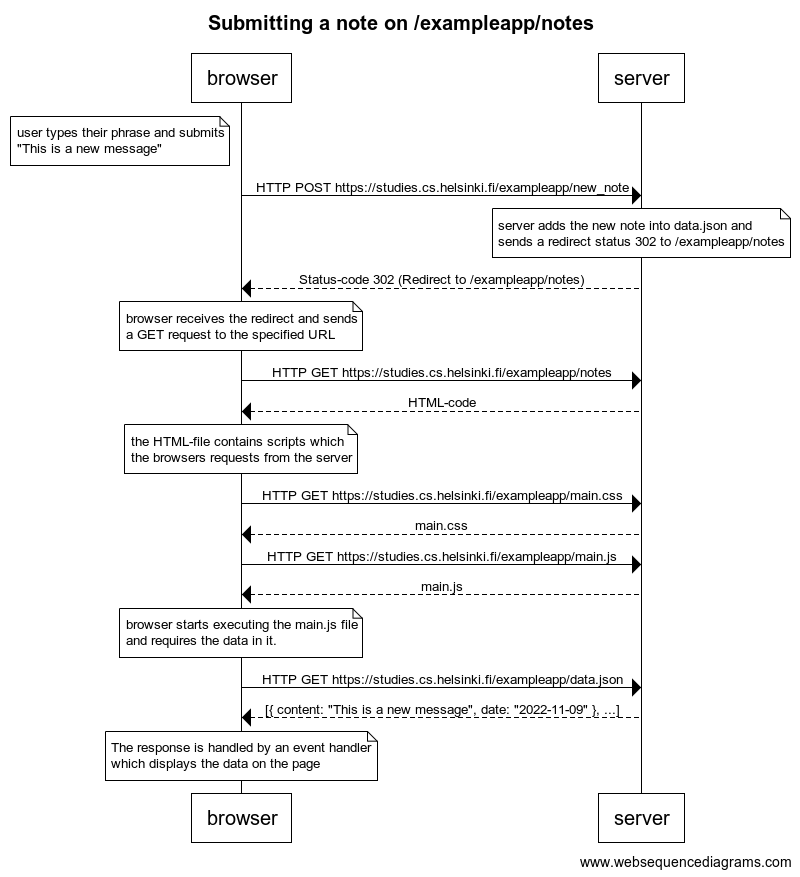 Submitting a note on /exampleapp/notes
browser
server
user types their phrase and submits
"This is a new message"
HTTP POST https://studies.cs.helsinki.fi/exampleapp/new_note
server adds the new note into data.json and
sends a redirect status 302 to /exampleapp/notes
Status-code 302 (Redirect to /exampleapp/notes)
browser receives the redirect and sends
a GET request to the specified URL
HTTP GET https://studies.cs.helsinki.fi/exampleapp/notes
HTML-code
the HTML-file contains scripts which
the browsers requests from the server
HTTP GET https://studies.cs.helsinki.fi/exampleapp/main.css
main.css
HTTP GET https://studies.cs.helsinki.fi/exampleapp/main.js
main.js
browser starts executing the main.js file
and requires the data in it.
HTTP GET https://studies.cs.helsinki.fi/exampleapp/data.json
[{ content: "This is a new message", date: "2022-11-09" }, ...]
The response is handled by an event handler
which displays the data on the page
browser
server
www.websequencediagrams.com